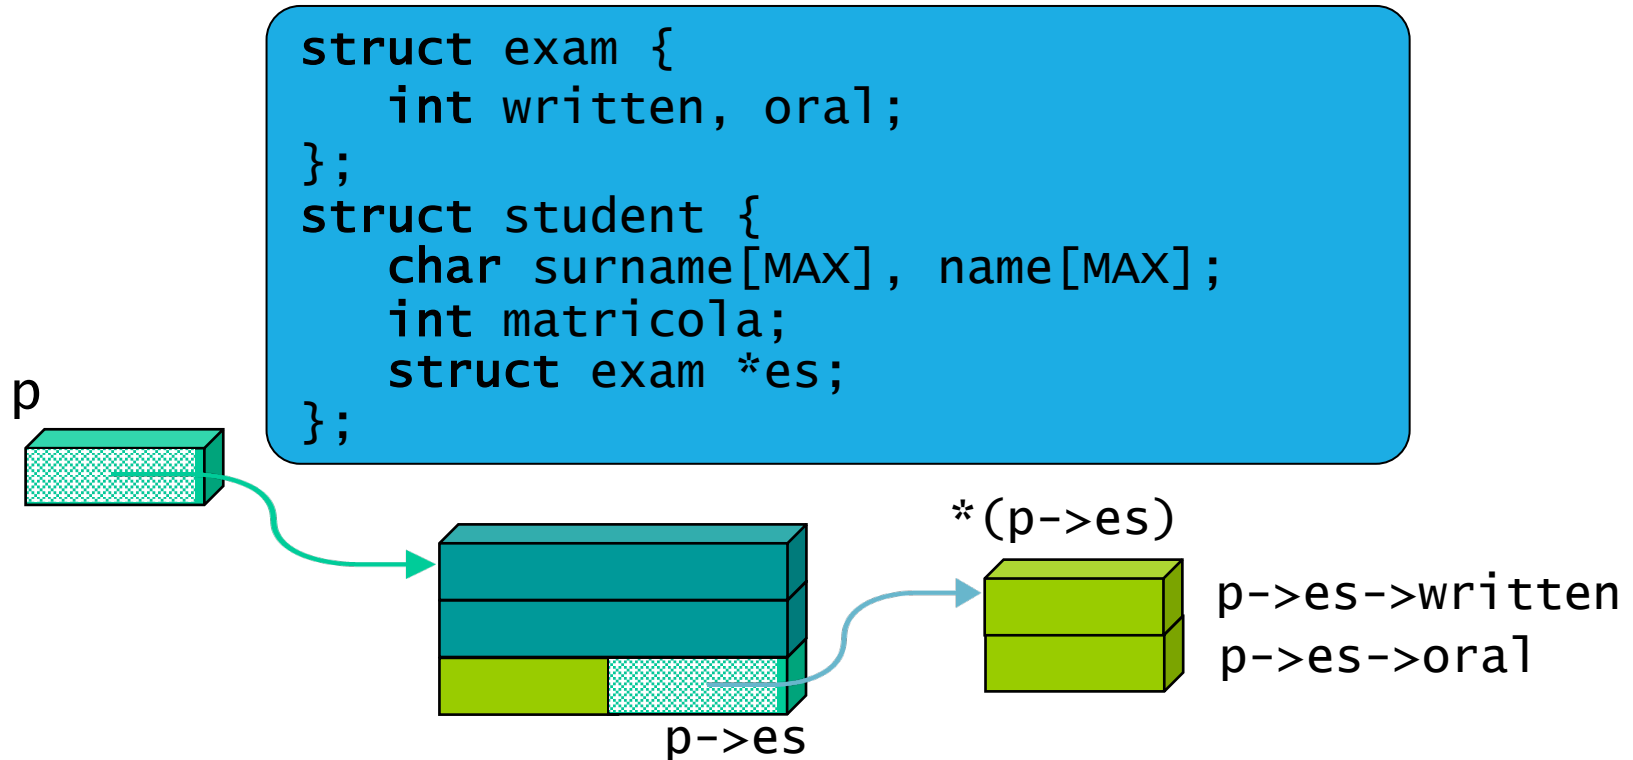 struct exam {
int written, oral;
};
struct student {
char surname[MAX], name[MAX];
int matricola;
struct exam *es;
};
p
*(p->es)
p->es->written
p->es->oral
p->es